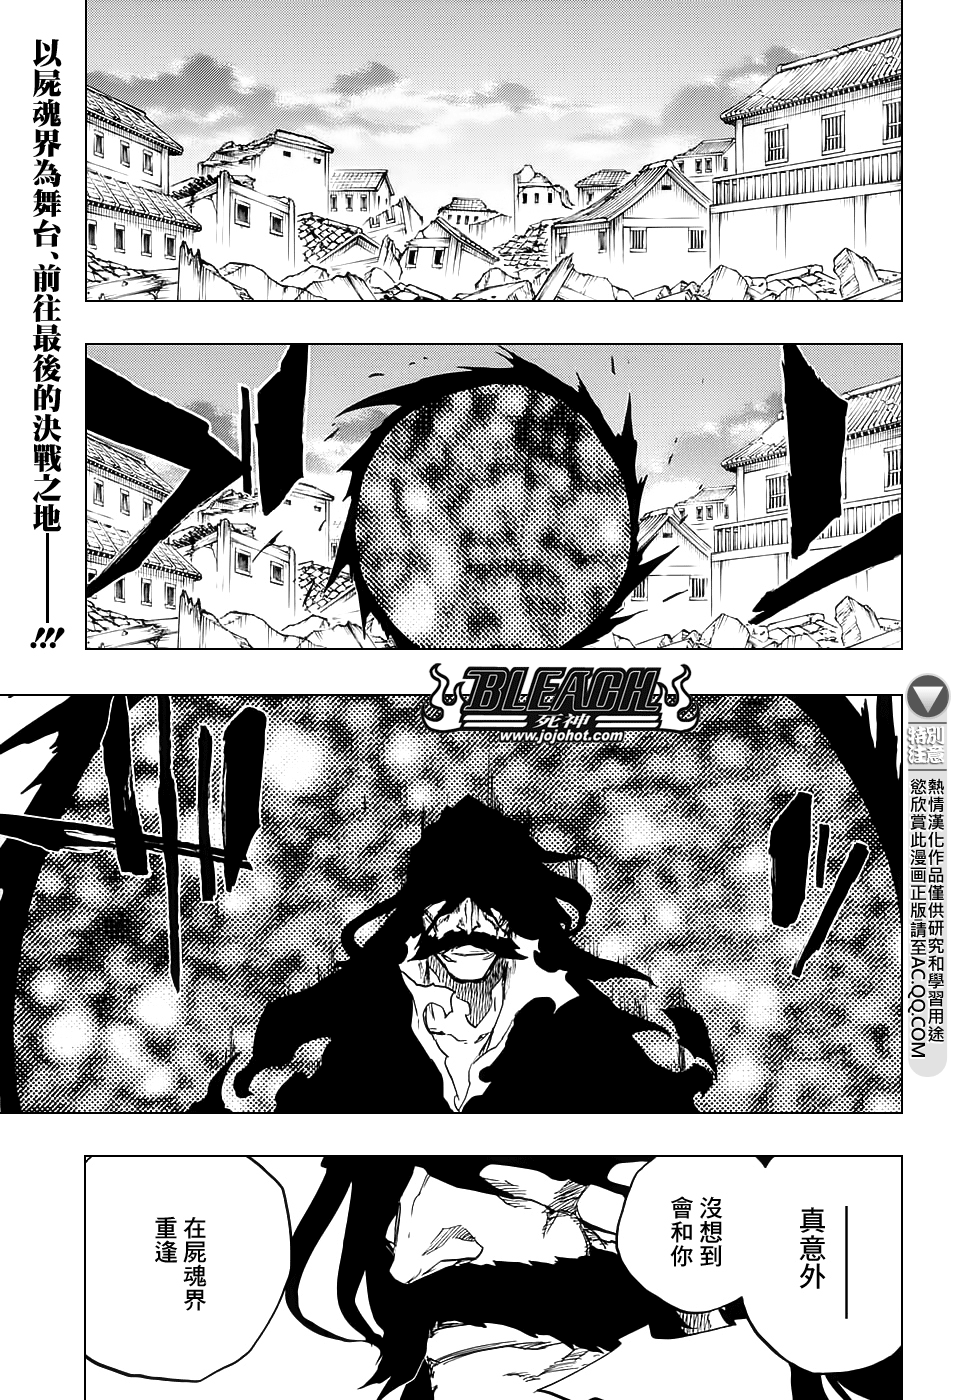 以屍魂界為舞台、前往最後的決戰之地——!!!
BLEACH
死神
www.jojohot.com
特別
注意
熱情漢化作品僅供研究和學習用途
慾欣賞此漫画正版請至AC.QQ.COM
——真意外
沒想到
會和你
在屍魂界
重逢